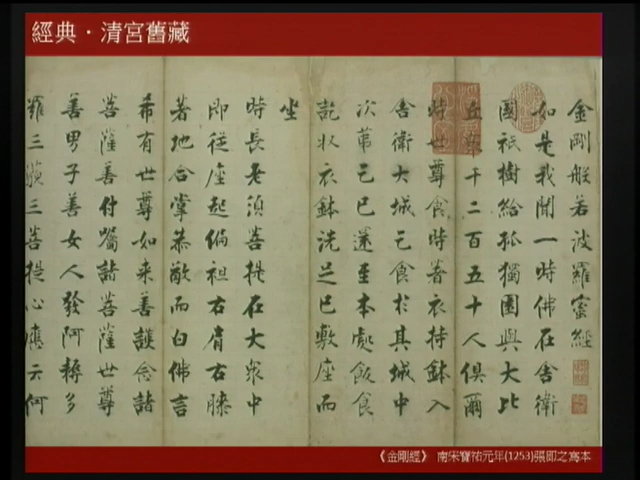 經典·清宮舊藏
金剛般若波羅蜜經
如是我聞一時佛在舍衛
國祇樹給孤獨園與大比
丘眾千二百五十人俱爾
時世尊食時著衣持鉢入
舍衛大城乞食於其城中
次第乞已還至本處飯食
訖收衣鉢洗足已敷座而
坐
時長老須菩提在大眾中
即從座起偏袒右肩右膝
著地合掌恭敬而白佛言
希有世尊如来善護念諸
菩薩善付囑諸菩薩世尊
善男子善女人發阿耨多
羅三藐三菩提心應云何
《金剛經》 南宋寶祐元年(1253)張即之寫本